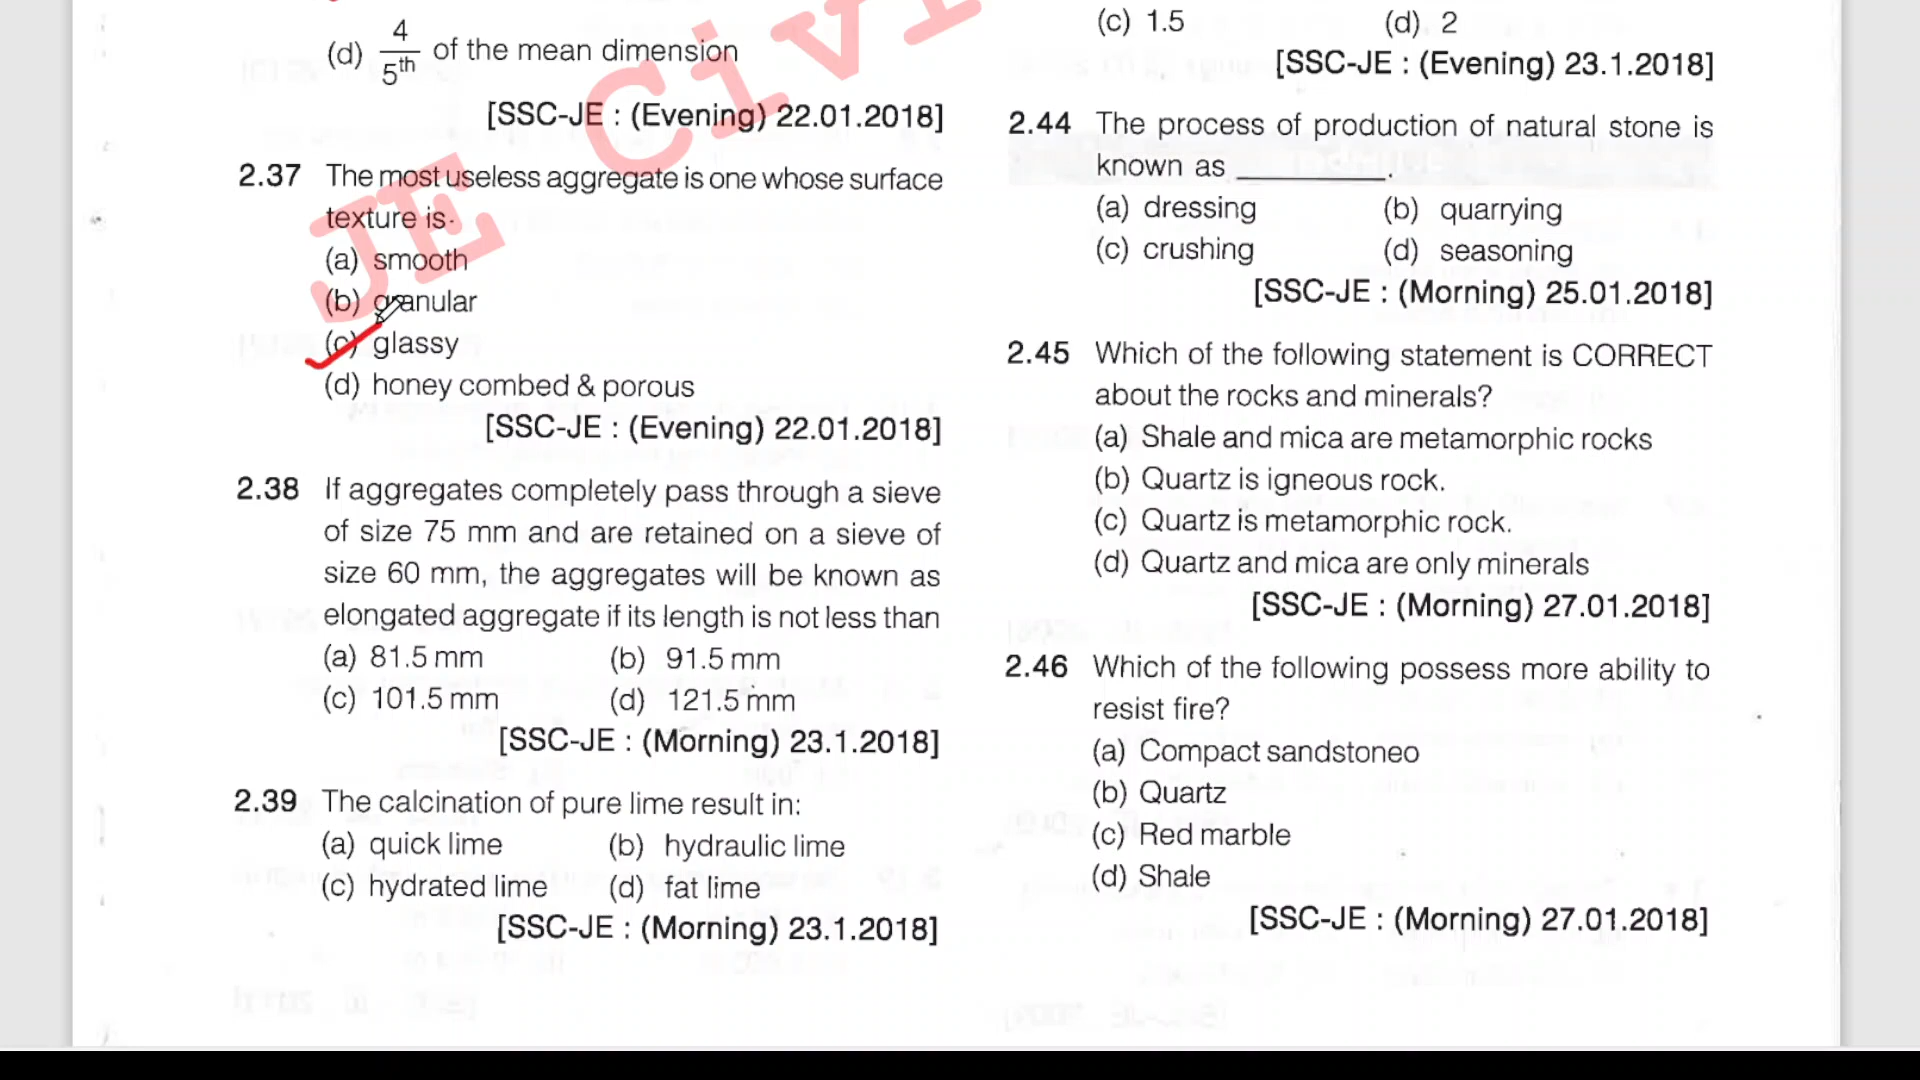 (d) 4/5th of the mean dimension
[SSC-JE : (Evening) 22.01.2018]
2.37 The most useless aggregate is one whose surface
texture is
(a) smooth
(b) granular
(c) glassy
(d) honey combed & porous
[SSC-JE : (Evening) 22.01.2018]
2.38 If aggregates completely pass through a sieve
of size 75 mm and are retained on a sieve of
size 60 mm, the aggregates will be known as
elongated aggregate if its length is not less than
(a) 81.5 mm (b) 91.5 mm
(c) 101.5 mm (d) 121.5 mm
[SSC-JE : (Morning) 23.1.2018]
2.39 The calcination of pure lime result in:
(a) quick lime (b) hydraulic lime
(c) hydrated lime (d) fat lime
[SSC-JE : (Morning) 23.1.2018]
(c) 1.5 (d) 2
[SSC-JE : (Evening) 23.1.2018]
2.44 The process of production of natural stone is
known as __________.
(a) dressing (b) quarrying
(c) crushing (d) seasoning
[SSC-JE : (Morning) 25.01.2018]
2.45 Which of the following statement is CORRECT
about the rocks and minerals?
(a) Shale and mica are metamorphic rocks
(b) Quartz is igneous rock.
(c) Quartz is metamorphic rock.
(d) Quartz and mica are only minerals
[SSC-JE : (Morning) 27.01.2018]
2.46 Which of the following possess more ability to
resist fire?
(a) Compact sandstoneo
(b) Quartz
(c) Red marble
(d) Shale
[SSC-JE : (Morning) 27.01.2018]
JE Civi